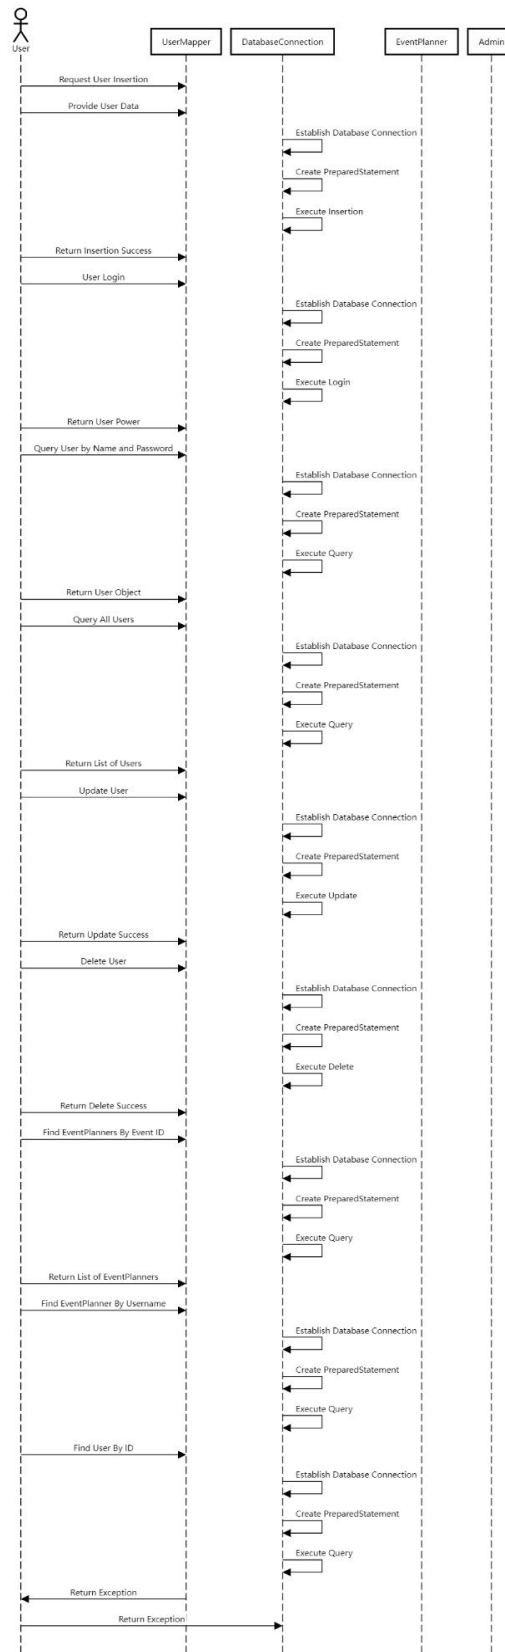 User
UserMapper
DatabaseConnection
EventPlanner
Admin
Request User Insertion
Provide User Data
Establish Database Connection
Create PreparedStatement
Execute Insertion
Return Insertion Success
User Login
Establish Database Connection
Create PreparedStatement
Execute Login
Return User Power
Query User by Name and Password
Establish Database Connection
Create PreparedStatement
Execute Query
Return User Object
Query All Users
Establish Database Connection
Create PreparedStatement
Execute Query
Return List of Users
Update User
Establish Database Connection
Create PreparedStatement
Execute Update
Return Update Success
Delete User
Establish Database Connection
Create PreparedStatement
Execute Delete
Return Delete Success
Find EventPlanners By Event ID
Establish Database Connection
Create PreparedStatement
Execute Query
Return List of EventPlanners
Find EventPlanner By Username
Establish Database Connection
Create PreparedStatement
Execute Query
Find User By ID
Establish Database Connection
Create PreparedStatement
Execute Query
Return Exception
Return Exception